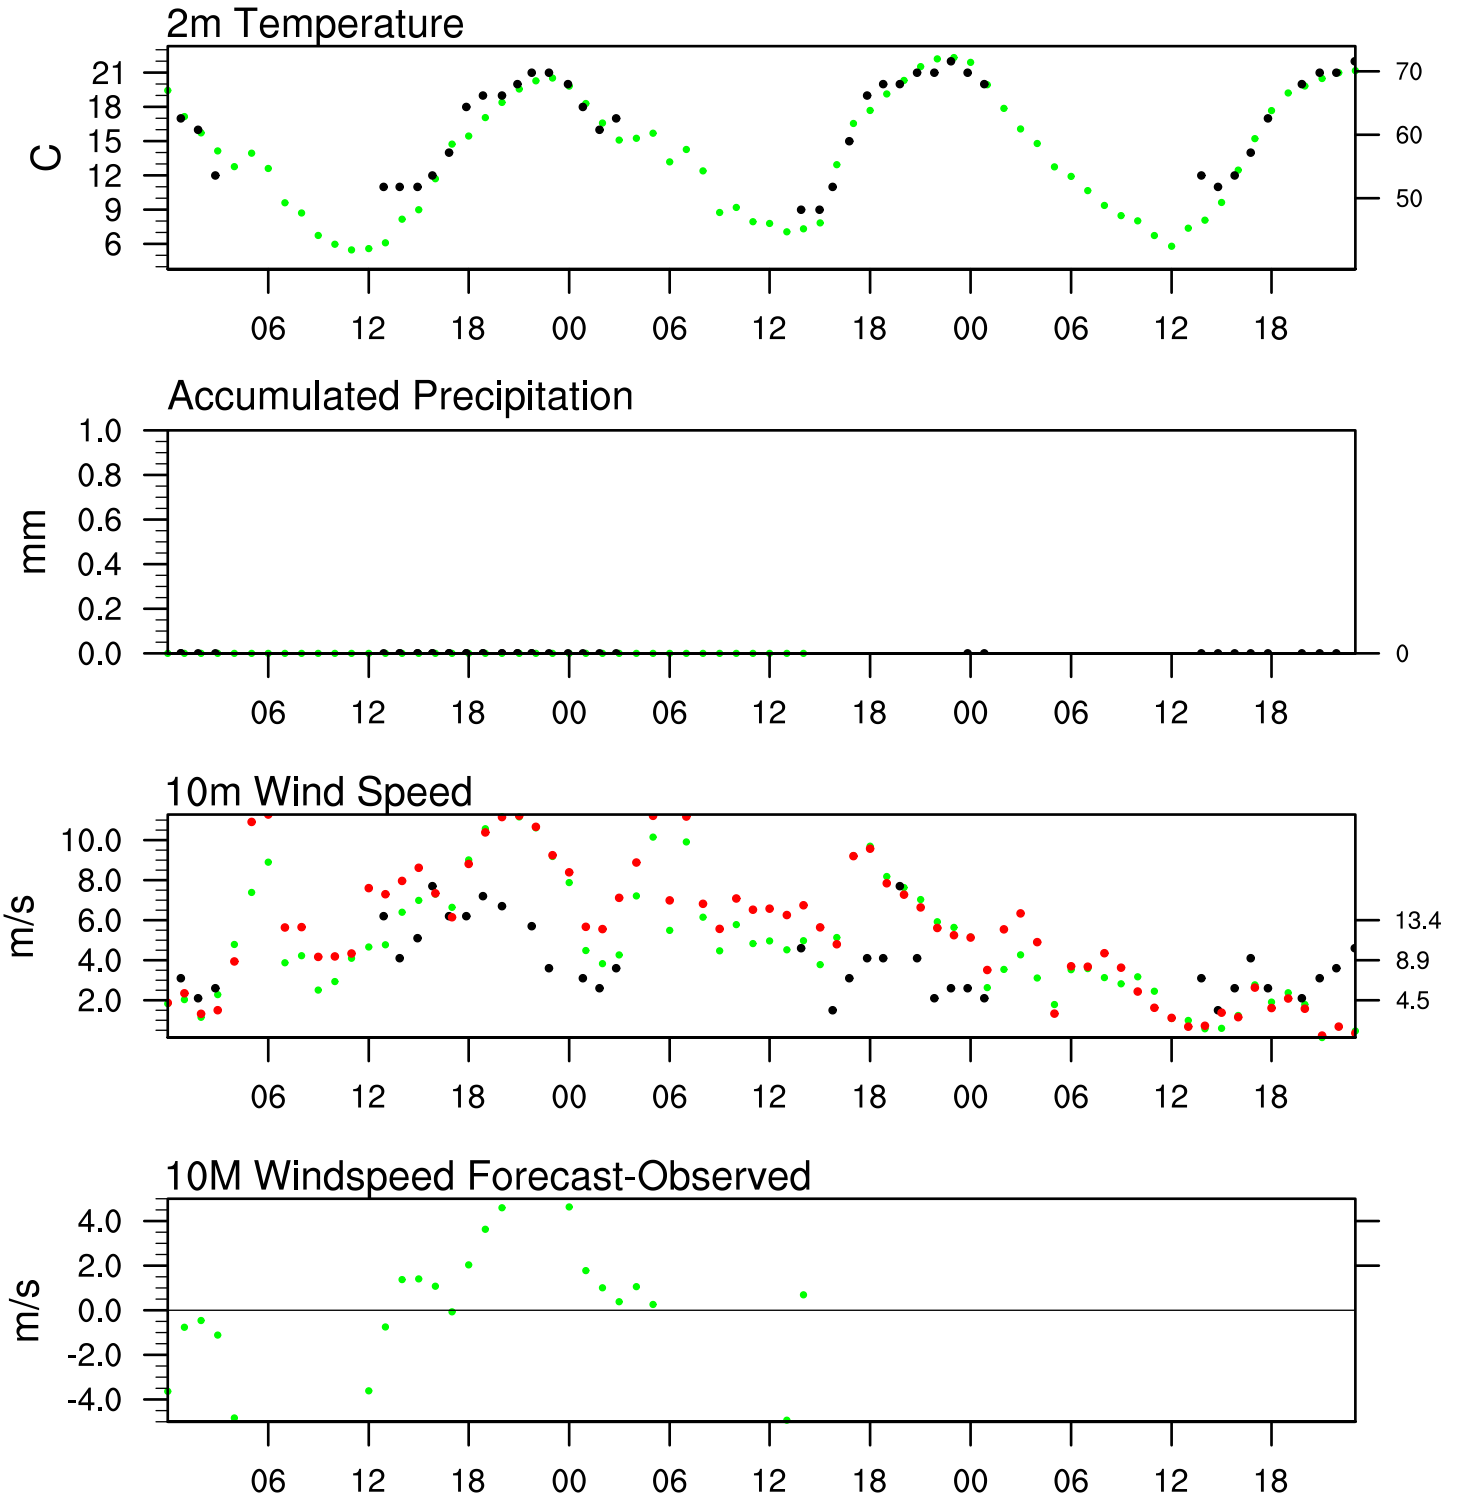 2m Temperature
21
18
15
12
9
6
C
70
60
50
06 12 18 00 06 12 18 00 06 12 18
Accumulated Precipitation
1.0
0.8
0.6
0.4
0.2
0.0
mm
0
06 12 18 00 06 12 18 00 06 12 18
10m Wind Speed
10.0
8.0
6.0
4.0
2.0
m/s
13.4
8.9
4.5
06 12 18 00 06 12 18 00 06 12 18
10M Windspeed Forecast-Observed
4.0
2.0
0.0
-2.0
-4.0
m/s
06 12 18 00 06 12 18 00 06 12 18